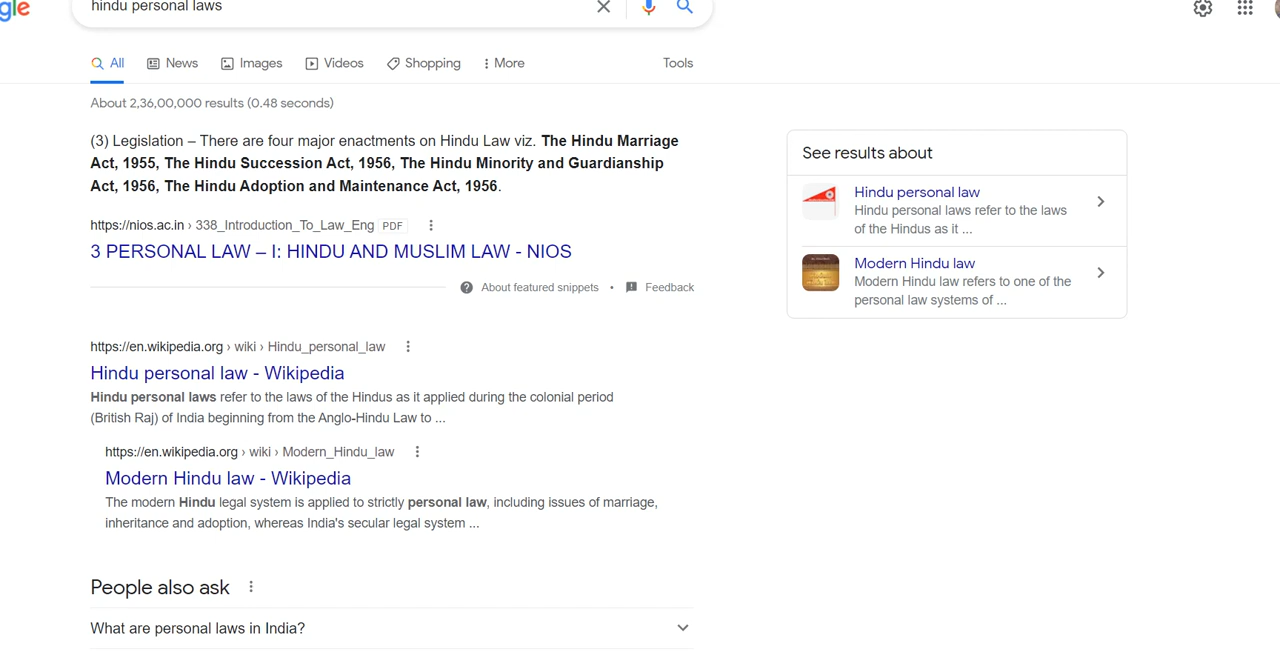 gle
hindu personal laws
All News Images Videos Shopping More Tools
About 2,36,00,000 results (0.48 seconds)
(3) Legislation – There are four major enactments on Hindu Law viz. The Hindu Marriage
Act, 1955, The Hindu Succession Act, 1956, The Hindu Minority and Guardianship
Act, 1956, The Hindu Adoption and Maintenance Act, 1956.
https://nios.ac.in › 338_Introduction_To_Law_Eng PDF
3 PERSONAL LAW – I: HINDU AND MUSLIM LAW - NIOS
About featured snippets • Feedback
https://en.wikipedia.org › wiki › Hindu_personal_law
Hindu personal law - Wikipedia
Hindu personal laws refer to the laws of the Hindus as it applied during the colonial period
(British Raj) of India beginning from the Anglo-Hindu Law to ...
https://en.wikipedia.org › wiki › Modern_Hindu_law
Modern Hindu law - Wikipedia
The modern Hindu legal system is applied to strictly personal law, including issues of marriage,
inheritance and adoption, whereas India's secular legal system ...
People also ask
What are personal laws in India?
See results about
Hindu personal law
Hindu personal laws refer to the laws
of the Hindus as it ...
Modern Hindu law
Modern Hindu law refers to one of the
personal law systems of ...